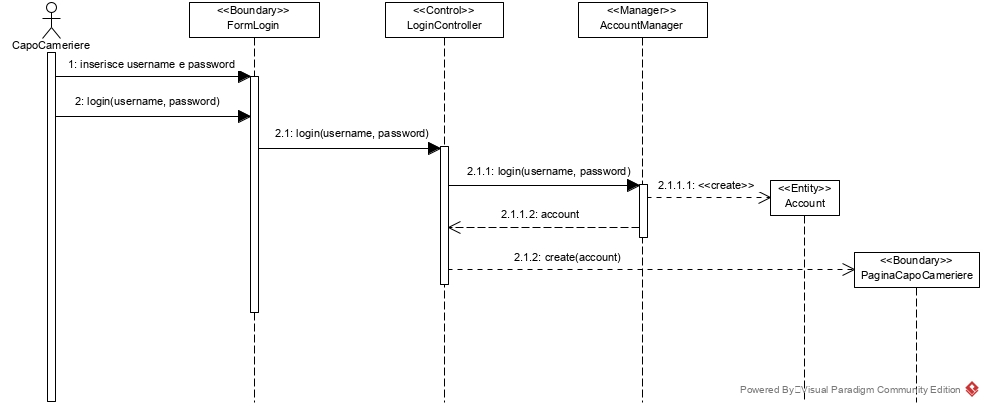 <<Boundary>>
FormLogin
<<Control>>
LoginController
<<Manager>>
AccountManager
CapoCameriere
1: inserisce username e password
2: login(username, password)
2.1: login(username, password)
2.1.1: login(username, password)
2.1.1.1: <<create>>
<<Entity>>
Account
2.1.1.2: account
2.1.2: create(account)
<<Boundary>>
PaginaCapoCameriere
Powered By Visual Paradigm Community Edition